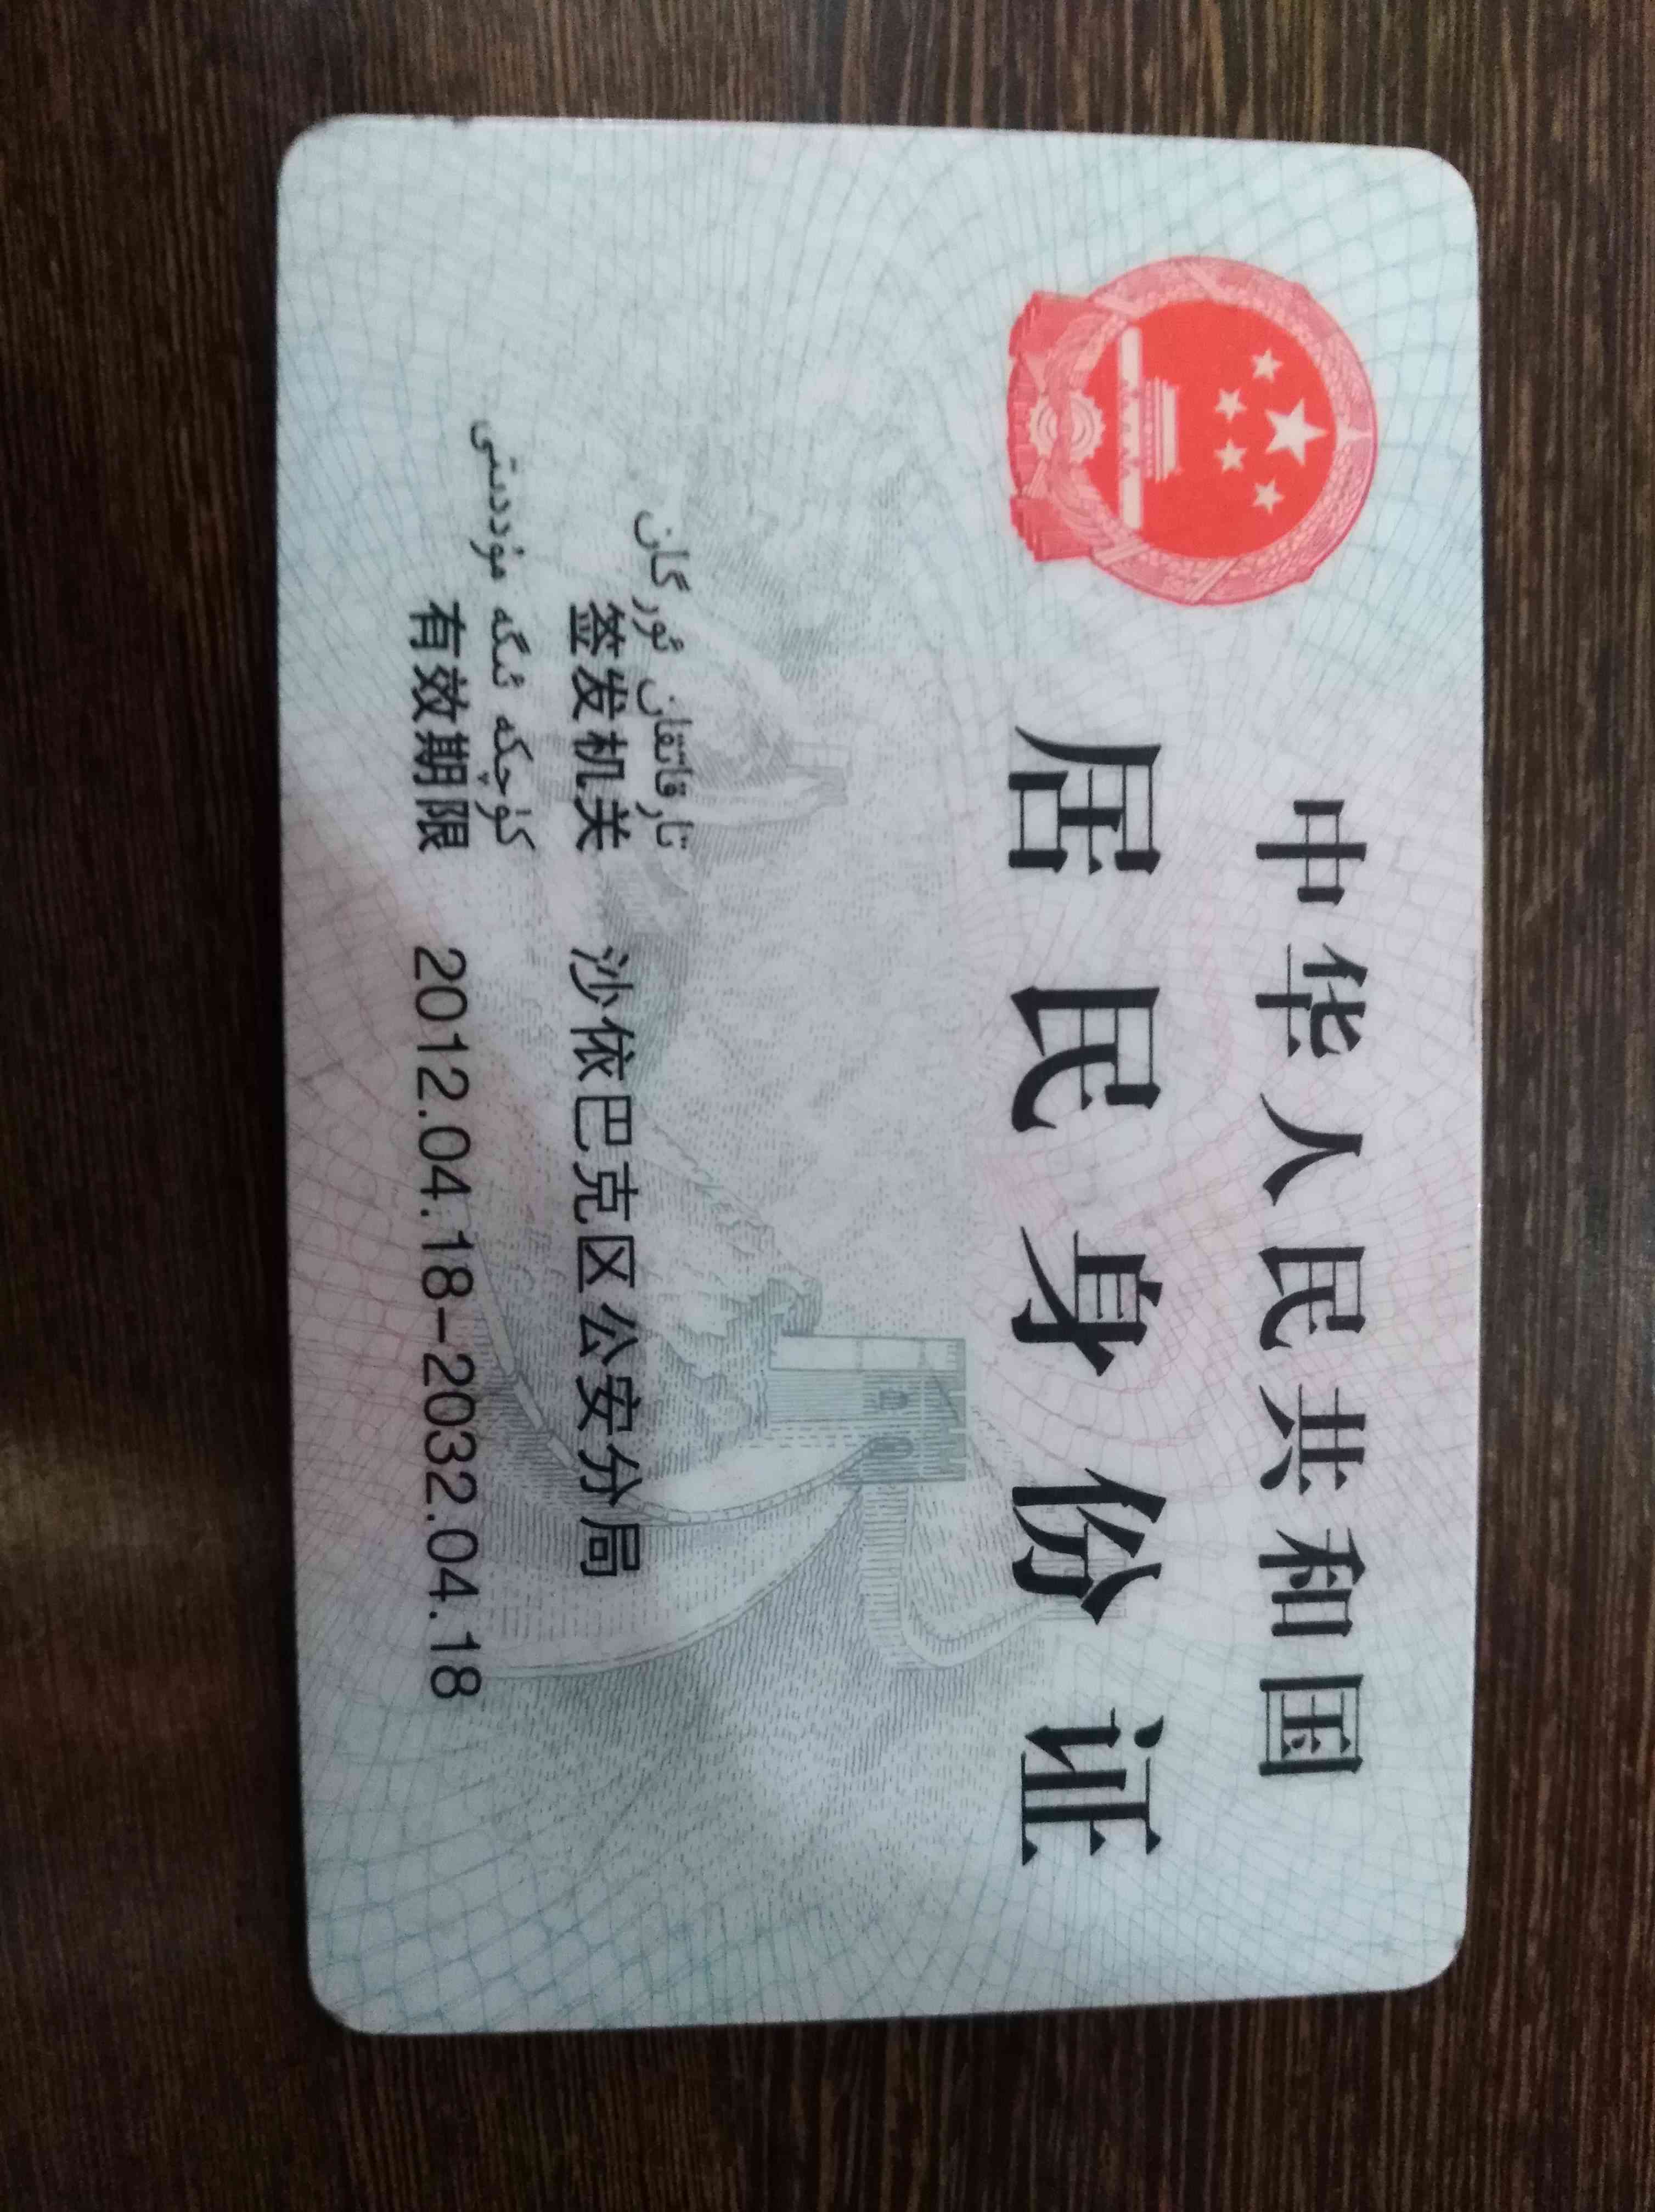 中华人民共和国
居民身份证
تارقاتقان ئورگان
签发机关 沙依巴克区公安分局
كۈچكە ئىگە مۇددىتى
有效期限 2012.04.18-2032.04.18